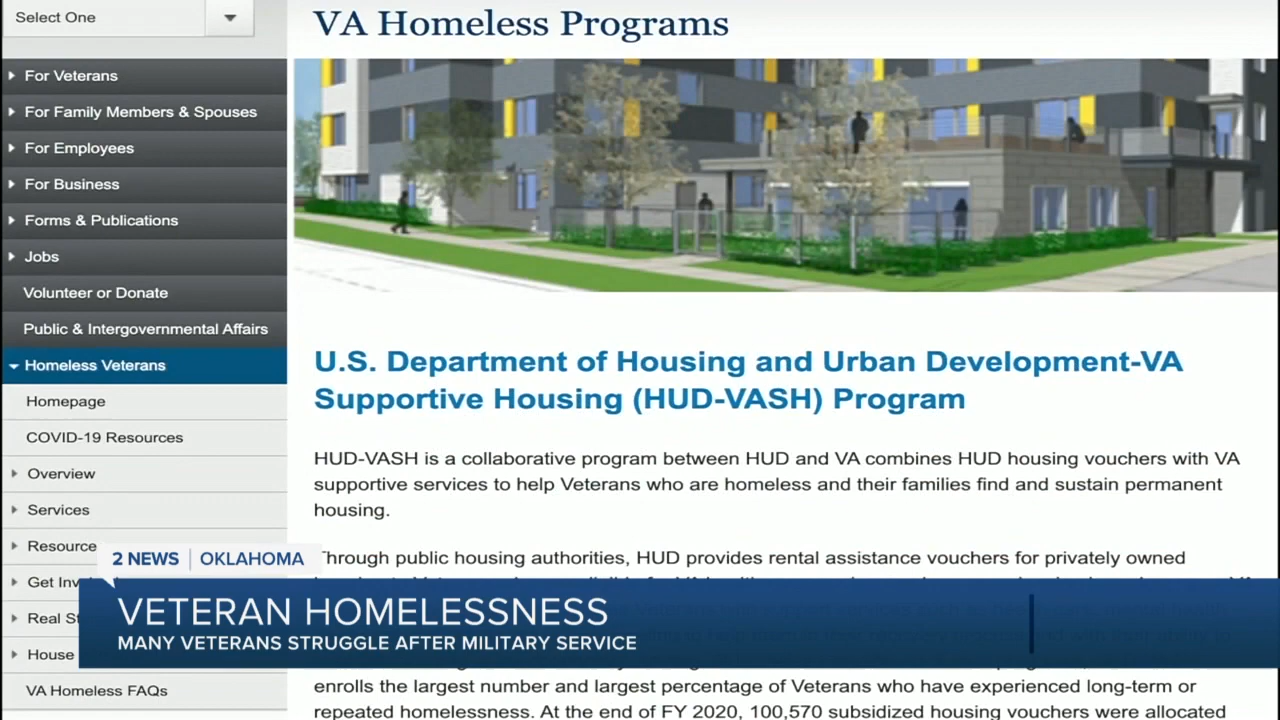 Select One
VA Homeless Programs
For Veterans
For Family Members & Spouses
For Employees
For Business
Forms & Publications
Jobs
Volunteer or Donate
Public & Intergovernmental Affairs
Homeless Veterans
Homepage
COVID-19 Resources
Overview
Services
Resource
Get
Real
House
VA Homeless FAQs
U.S. Department of Housing and Urban Development-VA
Supportive Housing (HUD-VASH) Program
HUD-VASH is a collaborative program between HUD and VA combines HUD housing vouchers with VA
supportive services to help Veterans who are homeless and their families find and sustain permanent
housing.
Through public housing authorities, HUD provides rental assistance vouchers for privately owned
enrolls the largest number and largest percentage of Veterans who have experienced long-term or
repeated homelessness. At the end of FY 2020, 100,570 subsidized housing vouchers were allocated
2 NEWS | OKLAHOMA
VETERAN HOMELESSNESS
MANY VETERANS STRUGGLE AFTER MILITARY SERVICE